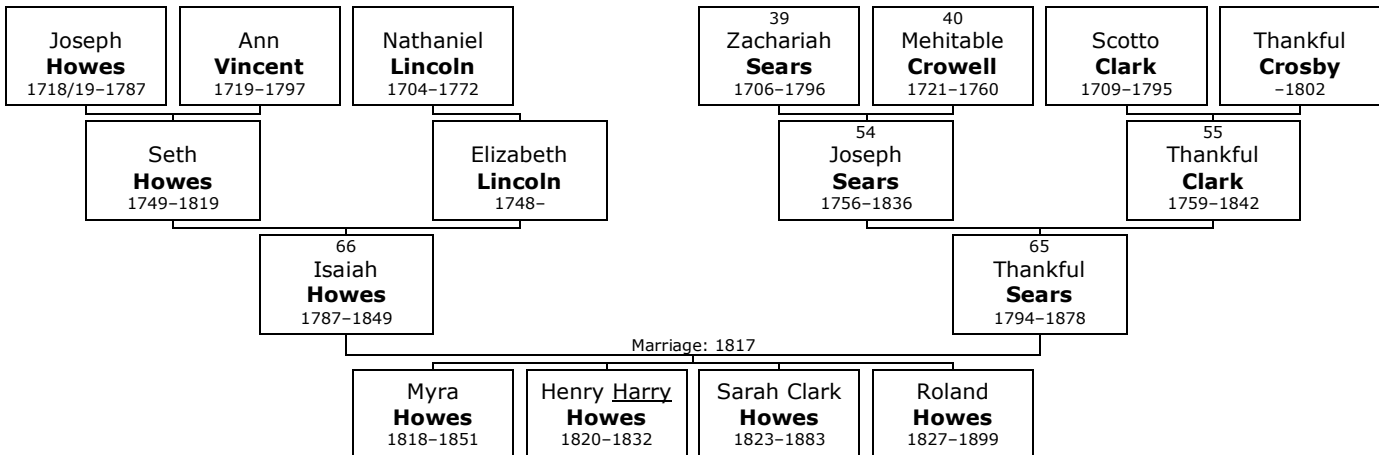 Joseph
Howes
1718/19–1787
Ann
Vincent
1719–1797
Nathaniel
Lincoln
1704–1772
39
Zachariah
Sears
1706–1796
40
Mehitable
Crowell
1721–1760
Scotto
Clark
1709–1795
Thankful
Crosby
–1802
Seth
Howes
1749–1819
Elizabeth
Lincoln
1748–
54
Joseph
Sears
1756–1836
55
Thankful
Clark
1759–1842
66
Isaiah
Howes
1787–1849
65
Thankful
Sears
1794–1878
Marriage: 1817
Myra
Howes
1818–1851
Henry Harry
Howes
1820–1832
Sarah Clark
Howes
1823–1883
Roland
Howes
1827–1899